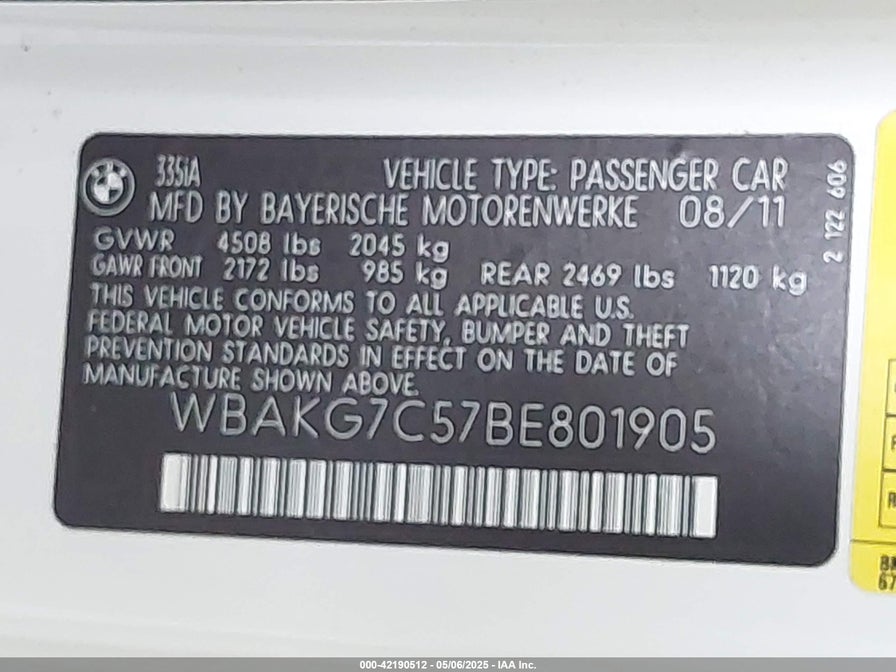 335iA
VEHICLE TYPE: PASSENGER CAR
MFD BY BAYERISCHE MOTORENWERKE 08/11
GVWR 4508 lbs 2045 kg
GAWR FRONT 2172 lbs 985 kg REAR 2469 lbs 1120 kg
THIS VEHICLE CONFORMS TO ALL APPLICABLE U.S.
FEDERAL MOTOR VEHICLE SAFETY, BUMPER AND THEFT
PREVENTION STANDARDS IN EFFECT ON THE DATE OF
MANUFACTURE SHOWN ABOVE.
WBAKG7C57BE801905
2 122 606
000-42190512 - 05/06/2025 - IAA Inc.